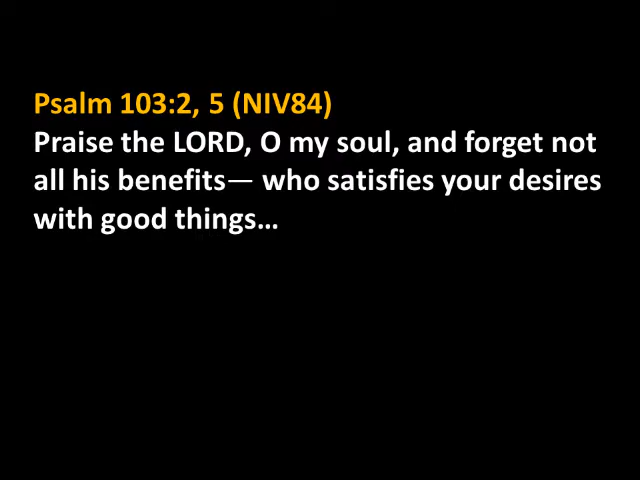 Psalm 103:2, 5 (NIV84)
Praise the LORD, O my soul, and forget not
all his benefits— who satisfies your desires
with good things…